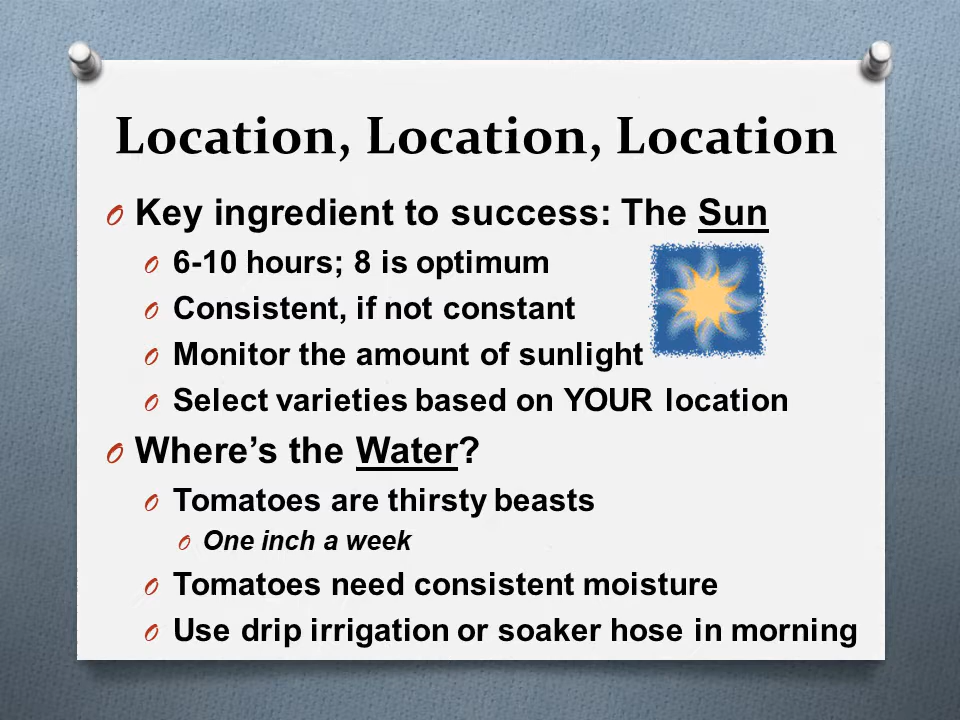 Location, Location, Location
Key ingredient to success: The Sun
6-10 hours; 8 is optimum
Consistent, if not constant
Monitor the amount of sunlight
Select varieties based on YOUR location
Where’s the Water?
Tomatoes are thirsty beasts
One inch a week
Tomatoes need consistent moisture
Use drip irrigation or soaker hose in morning